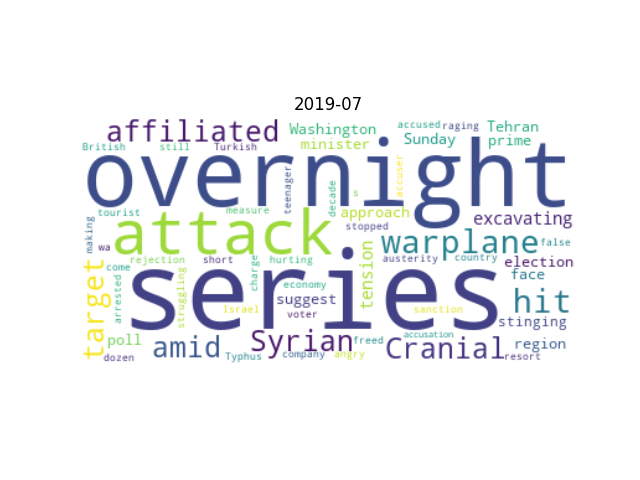 2019-07
affiliated Washington accused raging Tehran
British still Turkish minister Sunday prime
overnight
teenager decade s accuser
tourist measure approach excavating
making attack stopped
wa warplane false
rejection short hurting austerity country election
come charge tension face
target arrested struggling series economy suggest hit
Israel voter sanction stinging
poll amid Syrian freed Cranial accusation region
dozen Typhus company angry resort